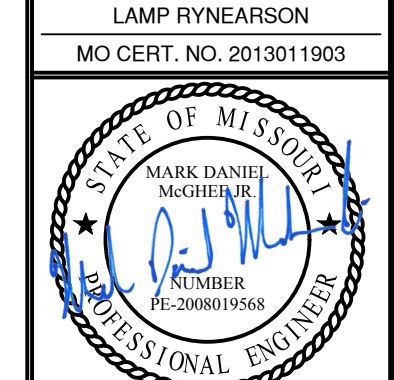 LAMP RYNEARSON
MO CERT. NO. 2013011903
STATE OF MISSOURI
MARK DANIEL
McGHEE JR.
NUMBER
PE-2008019568
PROFESSIONAL ENGINEER